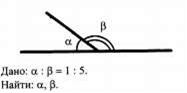 α β
Дано: α : β = 1 : 5.
Найти: α, β.